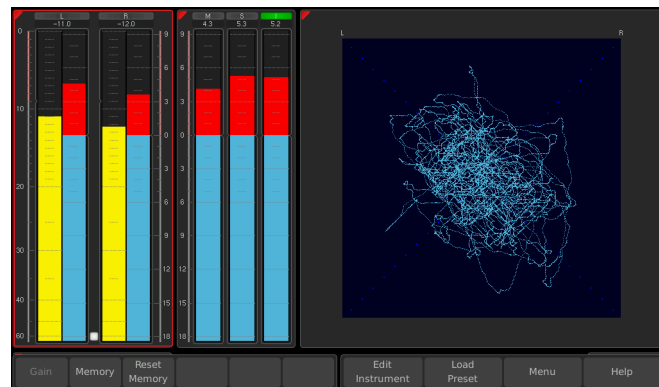 L R M S I
-11.0 -12.0 4.3 5.3 5.2
0 9 9
6 6
L R
3 3
10
0 0
3 3
20
6 6
30 9 9
12 12
40
15 15
60 18 18
Gain Memory Reset Memory Edit Instrument Load Preset Menu Help